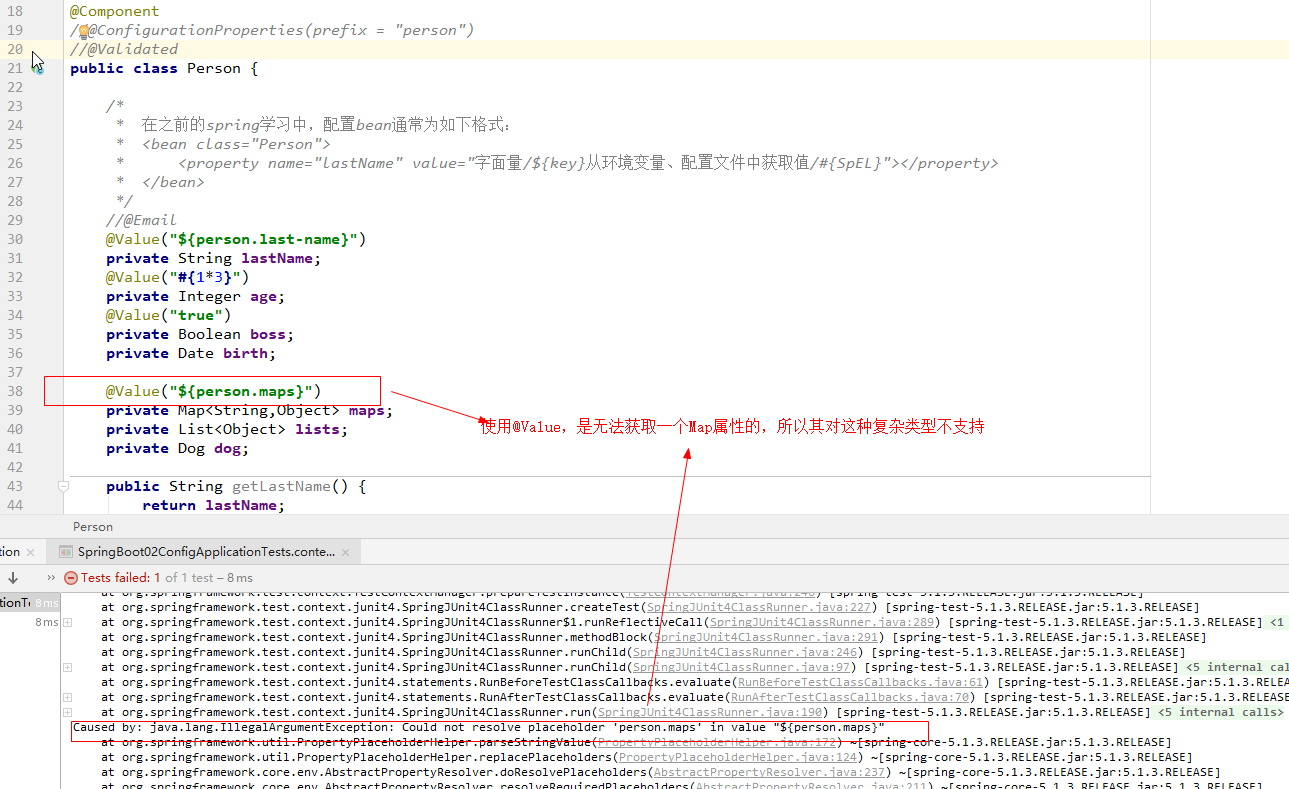 18 @Component
19 //@ConfigurationProperties(prefix = "person")
20 //@Validated
21 public class Person {
22
23 /*
24 * 在之前的spring学习中，配置bean通常为如下格式：
25 * <bean class="Person">
26 * <property name="lastName" value="字面量/${key}从环境变量、配置文件中获取值/#{SpEL}"></property>
27 * </bean>
28 */
29 //@Email
30 @Value("${person.last-name}")
31 private String lastName;
32 @Value("#{1*3}")
33 private Integer age;
34 @Value("true")
35 private Boolean boss;
36 private Date birth;
37
38 @Value("${person.maps}")
39 private Map<String,Object> maps;
40 private List<Object> lists;
使用@Value，是无法获取一个Map属性的，所以其对这种复杂类型不支持
41 private Dog dog;
42
43 public String getLastName() {
44 return lastName;
Person
tion × SpringBoot02ConfigApplicationTests.conte... ×
» Tests failed: 1 of 1 test – 8 ms
at org.springframework.test.context.TestContextManager.prepareTestInstance(TestContextManager.java:246) [spring-test-5.1.3.RELEASE.jar:5.1.3.RELEASE]
ionTe 8 ms at org.springframework.test.context.junit4.SpringJUnit4ClassRunner.createTest(SpringJUnit4ClassRunner.java:227) [spring-test-5.1.3.RELEASE.jar:5.1.3.RELEASE]
8 ms at org.springframework.test.context.junit4.SpringJUnit4ClassRunner$1.runReflectiveCall(SpringJUnit4ClassRunner.java:289) [spring-test-5.1.3.RELEASE.jar:5.1.3.RELEASE] <1
at org.springframework.test.context.junit4.SpringJUnit4ClassRunner.methodBlock(SpringJUnit4ClassRunner.java:291) [spring-test-5.1.3.RELEASE.jar:5.1.3.RELEASE]
at org.springframework.test.context.junit4.SpringJUnit4ClassRunner.runChild(SpringJUnit4ClassRunner.java:246) [spring-test-5.1.3.RELEASE.jar:5.1.3.RELEASE]
at org.springframework.test.context.junit4.SpringJUnit4ClassRunner.runChild(SpringJUnit4ClassRunner.java:97) [spring-test-5.1.3.RELEASE.jar:5.1.3.RELEASE] <5 internal cal
at org.springframework.test.context.junit4.statements.RunBeforeTestClassCallbacks.evaluate(RunBeforeTestClassCallbacks.java:61) [spring-test-5.1.3.RELEASE.jar:5.1.3.RELEAS
at org.springframework.test.context.junit4.statements.RunAfterTestClassCallbacks.evaluate(RunAfterTestClassCallbacks.java:70) [spring-test-5.1.3.RELEASE.jar:5.1.3.RELEASE]
at org.springframework.test.context.junit4.SpringJUnit4ClassRunner.run(SpringJUnit4ClassRunner.java:190) [spring-test-5.1.3.RELEASE.jar:5.1.3.RELEASE] <5 internal calls>
Caused by: java.lang.IllegalArgumentException: Could not resolve placeholder 'person.maps' in value "${person.maps}"
at org.springframework.util.PropertyPlaceholderHelper.parseStringValue(PropertyPlaceholderHelper.java:172) ~[spring-core-5.1.3.RELEASE.jar:5.1.3.RELEASE]
at org.springframework.util.PropertyPlaceholderHelper.replacePlaceholders(PropertyPlaceholderHelper.java:124) ~[spring-core-5.1.3.RELEASE.jar:5.1.3.RELEASE]
at org.springframework.core.env.AbstractPropertyResolver.doResolvePlaceholders(AbstractPropertyResolver.java:237) ~[spring-core-5.1.3.RELEASE.jar:5.1.3.RELEASE]
at org.springframework.core.env.AbstractPropertyResolver.resolveRequiredPlaceholders(AbstractPropertyResolver.java:211) ~[spring-core-5.1.3.RELEASE.jar:5.1.3.RELEASE]